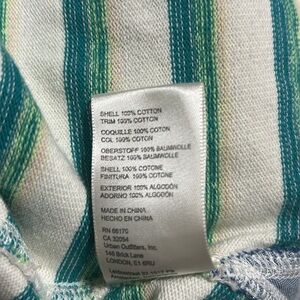 SHELL 100% COTTON
TRIM 100% COTTON
COQUILLE 100% COTON
COL 100% COTON
OBERSTOFF 100% BAUMWOLLE
BESATZ 100% BAUMWOLLE
SHELL 100% COTONE
FINITURA 100% COTONE
EXTERIOR 100% ALGODÓN
ADORNO 100% ALGODÓN
MADE IN CHINA
HECHO EN CHINA
RN 66170
CA 32054
Urban Outfitters, Inc.
146 Brick Lane
LONDON, E1 6RU